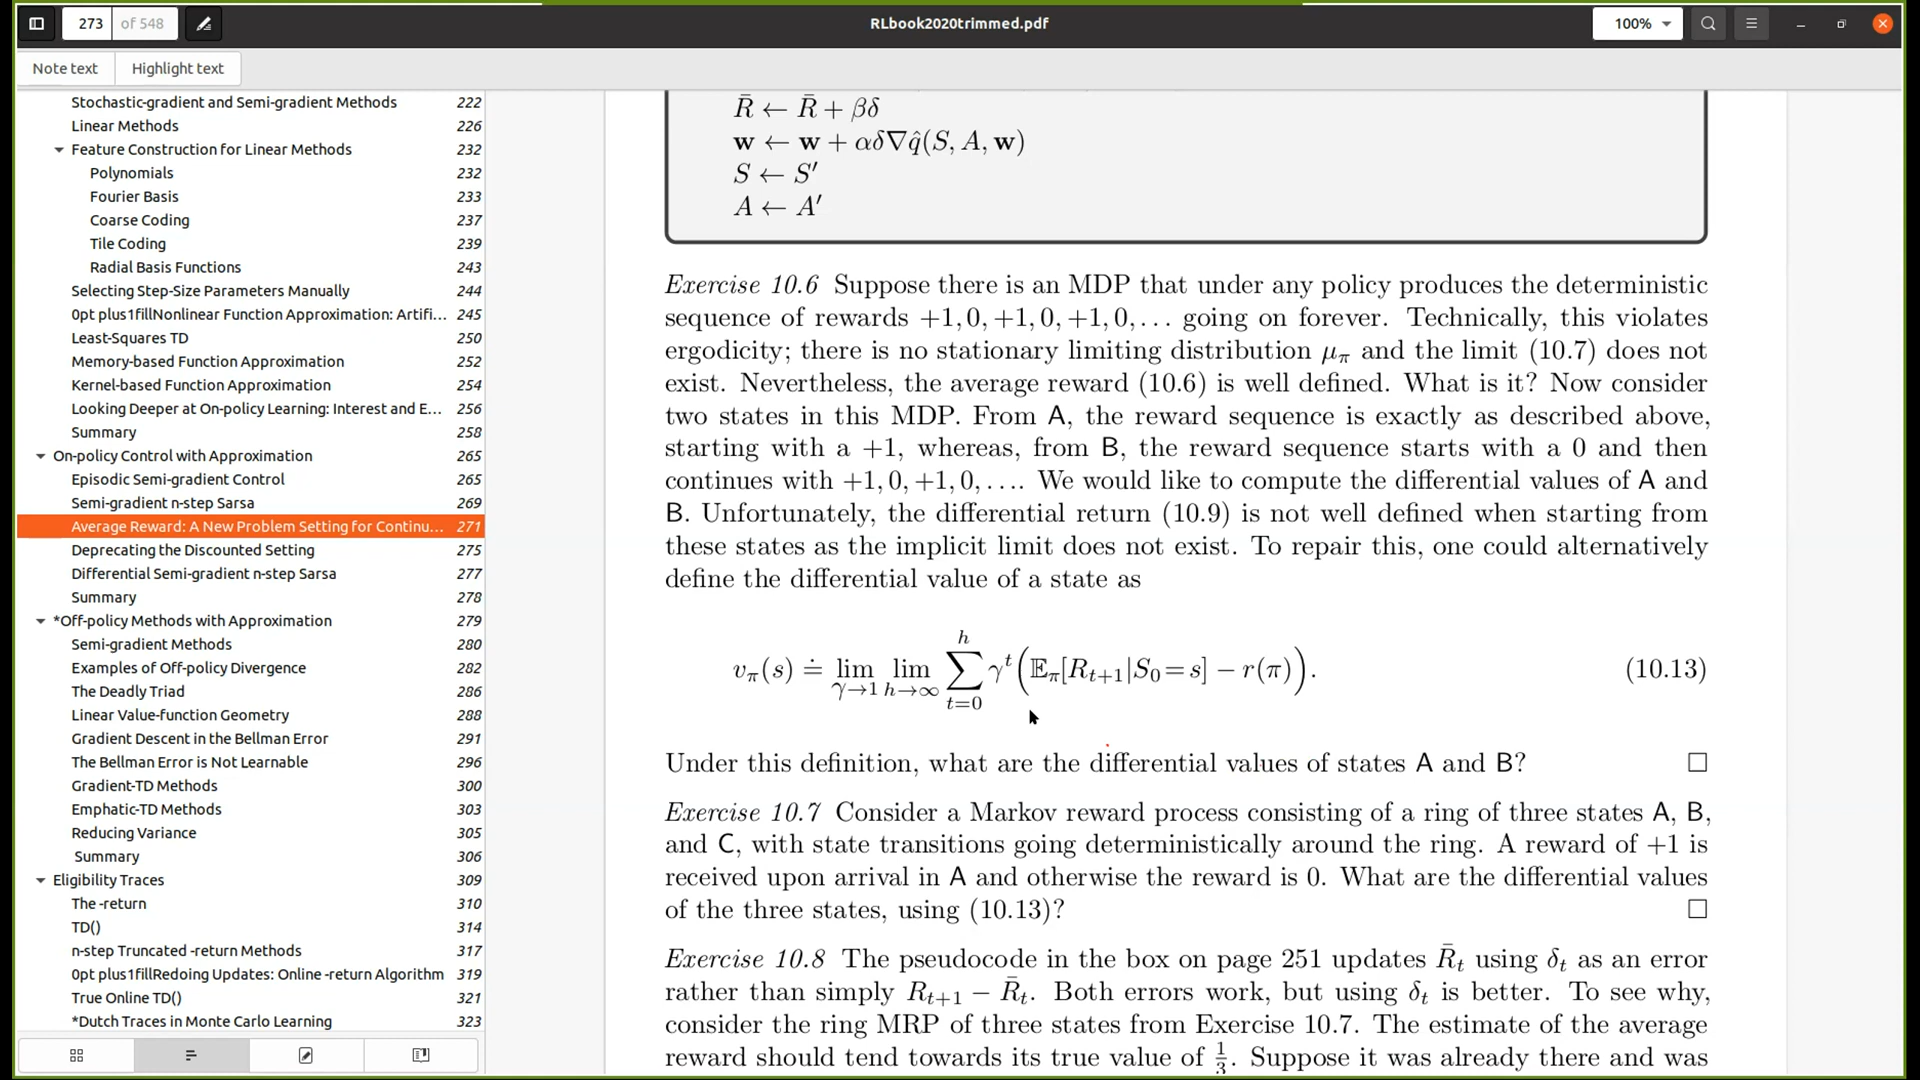 273 of 548
RLbook2020trimmed.pdf
100%
Note text
Highlight text
Stochastic-gradient and Semi-gradient Methods 222
Linear Methods 226
Feature Construction for Linear Methods 232
Polynomials 232
Fourier Basis 233
Coarse Coding 237
Tile Coding 239
Radial Basis Functions 243
Selecting Step-Size Parameters Manually 244
0pt plus1fillNonlinear Function Approximation: Artifi... 245
Least-Squares TD 250
Memory-based Function Approximation 252
Kernel-based Function Approximation 254
Looking Deeper at On-policy Learning: Interest and E... 256
Summary 258
On-policy Control with Approximation 265
Episodic Semi-gradient Control 265
Semi-gradient n-step Sarsa 269
Average Reward: A New Problem Setting for Continu... 271
Deprecating the Discounted Setting 275
Differential Semi-gradient n-step Sarsa 277
Summary 278
*Off-policy Methods with Approximation 279
Semi-gradient Methods 280
Examples of Off-policy Divergence 282
The Deadly Triad 286
Linear Value-function Geometry 288
Gradient Descent in the Bellman Error 291
The Bellman Error is Not Learnable 296
Gradient-TD Methods 300
Emphatic-TD Methods 303
Reducing Variance 305
Summary 306
Eligibility Traces 309
The -return 310
TD() 314
n-step Truncated -return Methods 317
0pt plus1fillRedoing Updates: Online -return Algorithm 319
True Online TD() 321
*Dutch Traces in Monte Carlo Learning 323
R̄ ← R̄ + βδ
w ← w + αδ∇q̂(S, A, w)
S ← S′
A ← A′
Exercise 10.6 Suppose there is an MDP that under any policy produces the deterministic
sequence of rewards +1, 0, +1, 0, +1, 0, . . . going on forever. Technically, this violates
ergodicity; there is no stationary limiting distribution μπ and the limit (10.7) does not
exist. Nevertheless, the average reward (10.6) is well defined. What is it? Now consider
two states in this MDP. From A, the reward sequence is exactly as described above,
starting with a +1, whereas, from B, the reward sequence starts with a 0 and then
continues with +1, 0, +1, 0, . . .. We would like to compute the differential values of A and
B. Unfortunately, the differential return (10.9) is not well defined when starting from
these states as the implicit limit does not exist. To repair this, one could alternatively
define the differential value of a state as
vπ(s) ≐ lim γ→1 lim h→∞ ∑ t=0 h γ^t (𝔼π[Rt+1|S0=s] − r(π)). (10.13)
Under this definition, what are the differential values of states A and B? □
Exercise 10.7 Consider a Markov reward process consisting of a ring of three states A, B,
and C, with state transitions going deterministically around the ring. A reward of +1 is
received upon arrival in A and otherwise the reward is 0. What are the differential values
of the three states, using (10.13)? □
Exercise 10.8 The pseudocode in the box on page 251 updates R̄t using δt as an error
rather than simply Rt+1 − R̄t. Both errors work, but using δt is better. To see why,
consider the ring MRP of three states from Exercise 10.7. The estimate of the average
reward should tend towards its true value of 1/3. Suppose it was already there and was